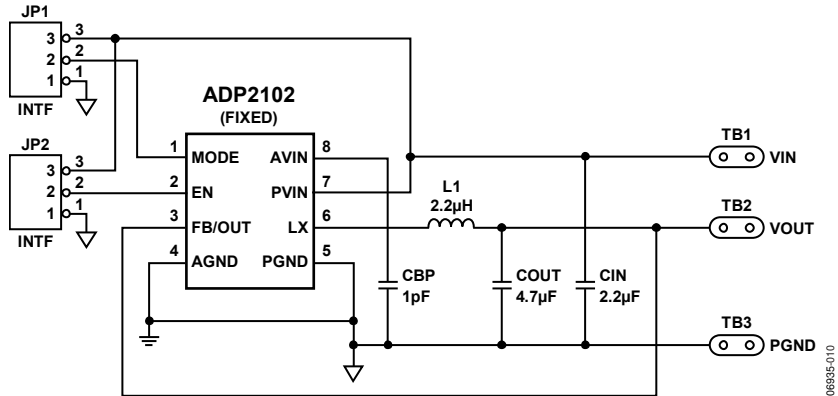 JP1
3 3
2 2
1 1
INTF
JP2
3 3
2 2
1 1
INTF
ADP2102
(FIXED)
1 MODE AVIN 8
2 EN PVIN 7
3 FB/OUT LX 6
4 AGND PGND 5
L1
2.2µH
CBP
1pF
COUT
4.7µF
CIN
2.2µF
TB1
VIN
TB2
VOUT
TB3
PGND
06935-010